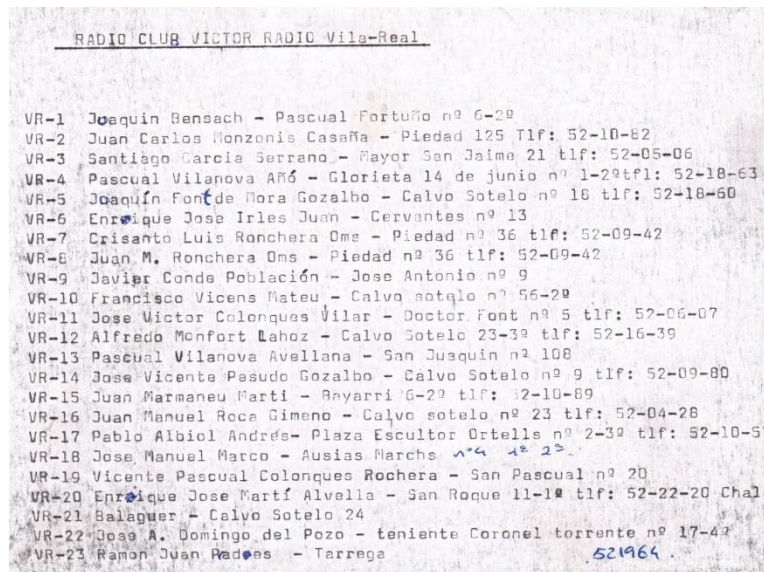 RADIO CLUB VICTOR RADIO Vila-Real
VR-1 Joaquin Bensach - Pascual Fortuño nº 6-2º
VR-2 Juan Carlos Monzonis Casaña - Piedad 125 Tlf: 52-10-82
VR-3 Santiago Garcia Serrano - Mayor San Jaime 21 tlf: 52-05-06
VR-4 Pascual Vilanova Añó - Glorieta 14 de junio nº 1-2ºtfl: 52-18-63
VR-5 Joaquín Font de Mora Gozalbo - Calvo Sotelo nº 18 tlf: 52-18-60
VR-6 Enrique Jose Irles Juan - Cervantes nº 13
VR-7 Crisanto Luis Ronchera Oms - Piedad nº 36 tlf: 52-09-42
VR-8 Juan M. Ronchera Oms - Piedad nº 36 tlf: 52-09-42
VR-9 Javier Conde Población - Jose Antonio nº 9
VR-10 Francisco Vicens Mateu - Calvo sotelo nº 56-2º
VR-11 Jose Victor Colonques Vilar - Doctor Font nº 5 tlf: 52-06-07
VR-12 Alfredo Monfort Lahoz - Calvo Sotelo 23-3º tlf: 52-16-39
VR-13 Pascual Vilanova Avellana - San Juaquin nº 108
VR-14 Jose Vicente Pesudo Gozalbo - Calvo Sotelo nº 9 tlf: 52-09-80
VR-15 Juan Marmaneu Marti - Bayarri 6-2º tlf: 52-10-89
VR-16 Juan Manuel Roca Gimeno - Calvo sotelo nº 23 tlf: 52-04-28
VR-17 Pablo Albiol Andrés- Plaza Escultor Ortells nº 2-3º tlf: 52-10-5
VR-18 Jose Manuel Marco - Ausias Marchs nº4 1º 2ª
VR-19 Vicente Pascual Colonques Rochera - San Pascual nº 20
VR-20 Enrique Jose Martí Alvella - San Roque 11-1º tlf: 52-22-20 Chal
VR-21 Balaguer - Calvo Sotelo 24
VR-22 Jose A. Domingo del Pozo - teniente Coronel torrente nº 17-4º
VR-23 Ramon Juan - Tarrega 521964.